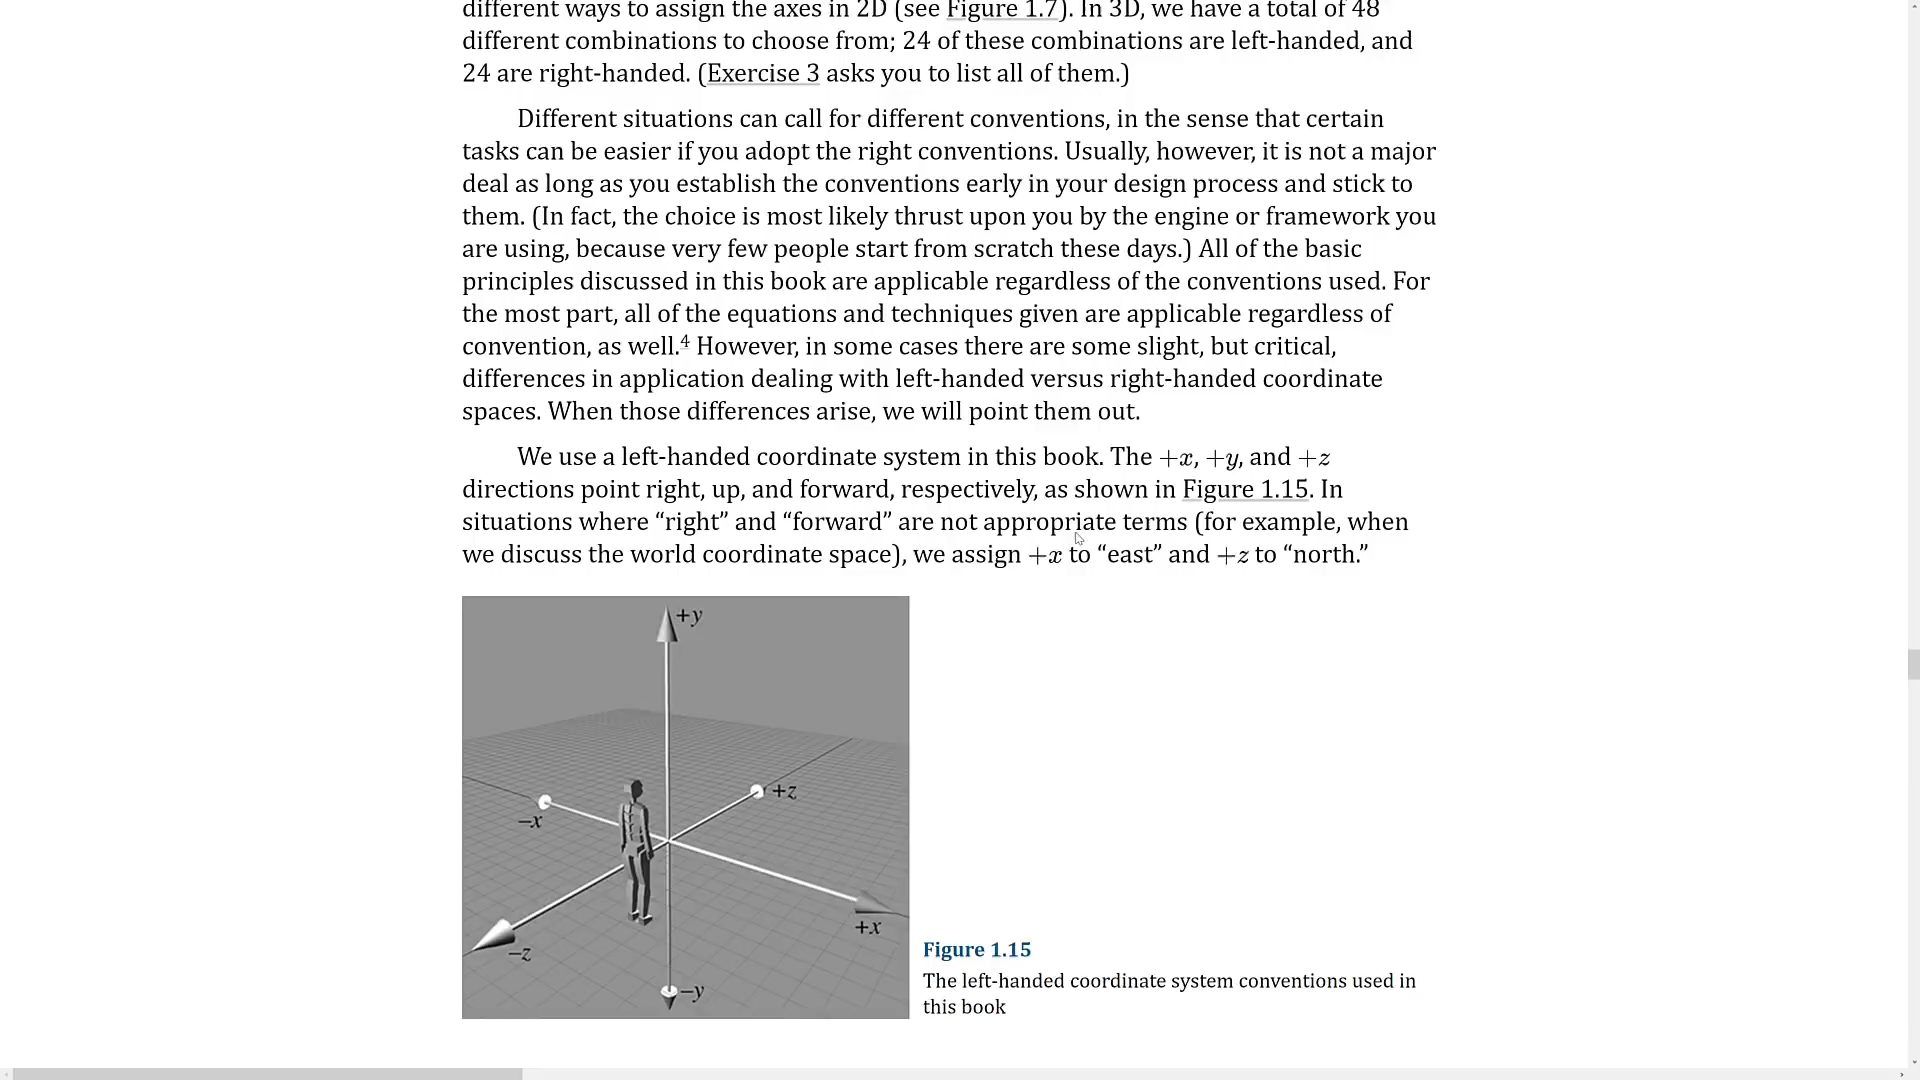 different ways to assign the axes in 2D (see Figure 1.7). In 3D, we have a total of 48
different combinations to choose from; 24 of these combinations are left-handed, and
24 are right-handed. (Exercise 3 asks you to list all of them.)
Different situations can call for different conventions, in the sense that certain
tasks can be easier if you adopt the right conventions. Usually, however, it is not a major
deal as long as you establish the conventions early in your design process and stick to
them. (In fact, the choice is most likely thrust upon you by the engine or framework you
are using, because very few people start from scratch these days.) All of the basic
principles discussed in this book are applicable regardless of the conventions used. For
the most part, all of the equations and techniques given are applicable regardless of
convention, as well.⁴ However, in some cases there are some slight, but critical,
differences in application dealing with left-handed versus right-handed coordinate
spaces. When those differences arise, we will point them out.
We use a left-handed coordinate system in this book. The +x, +y, and +z
directions point right, up, and forward, respectively, as shown in Figure 1.15. In
situations where “right” and “forward” are not appropriate terms (for example, when
we discuss the world coordinate space), we assign +x to “east” and +z to “north.”
+y
+z
−x
+x
−z
−y
Figure 1.15
The left-handed coordinate system conventions used in
this book